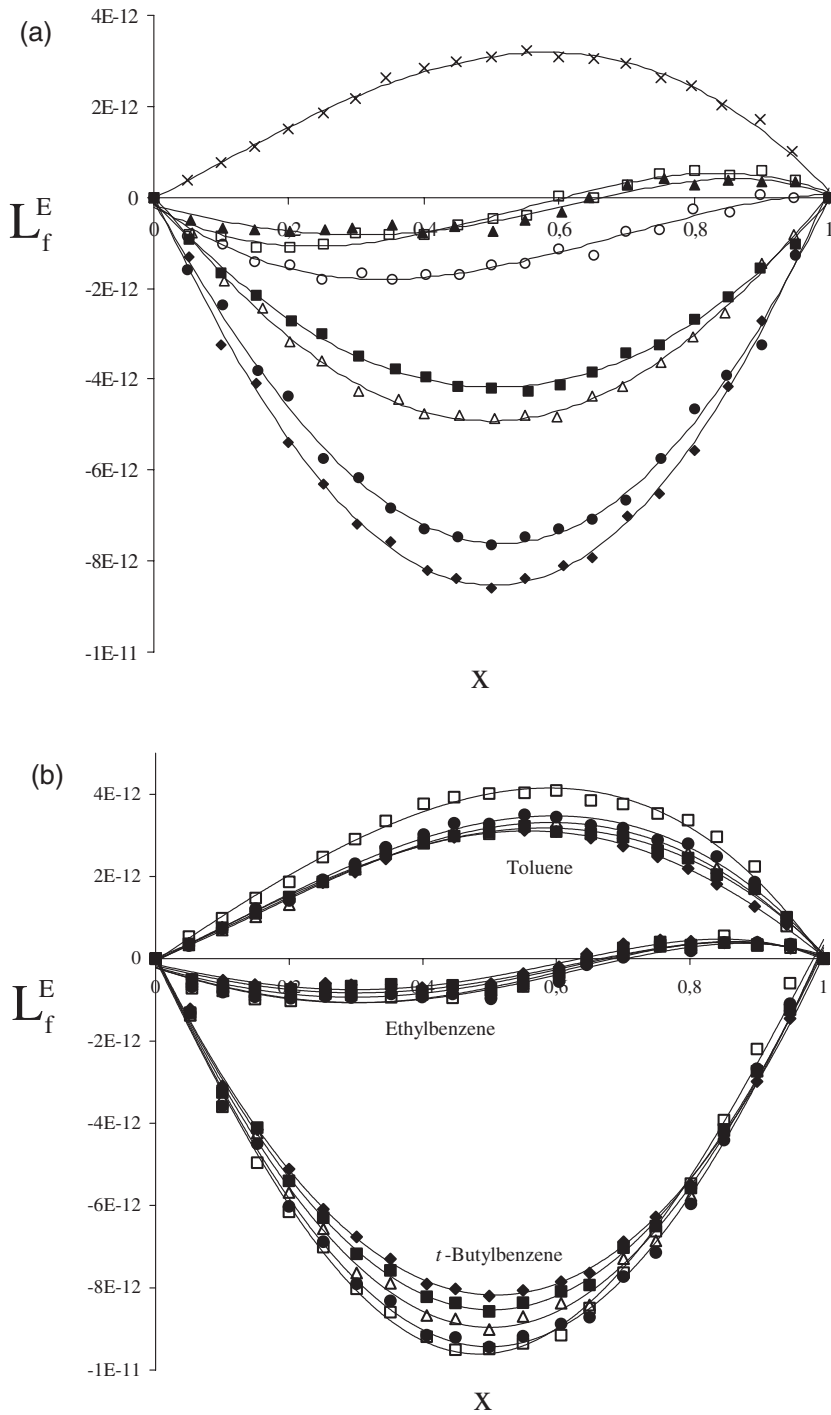 (a)
4E-12
2E-12
0
0 0,2 0,4 0,6 0,8 1
L_f^E
-2E-12
-4E-12
-6E-12
-8E-12
-1E-11
x
(b)
4E-12
2E-12
Toluene
0
0 0,2 0,4 0,6 0,8 1
Ethylbenzene
L_f^E
-2E-12
-4E-12
-6E-12
t-Butylbenzene
-8E-12
-1E-11
x